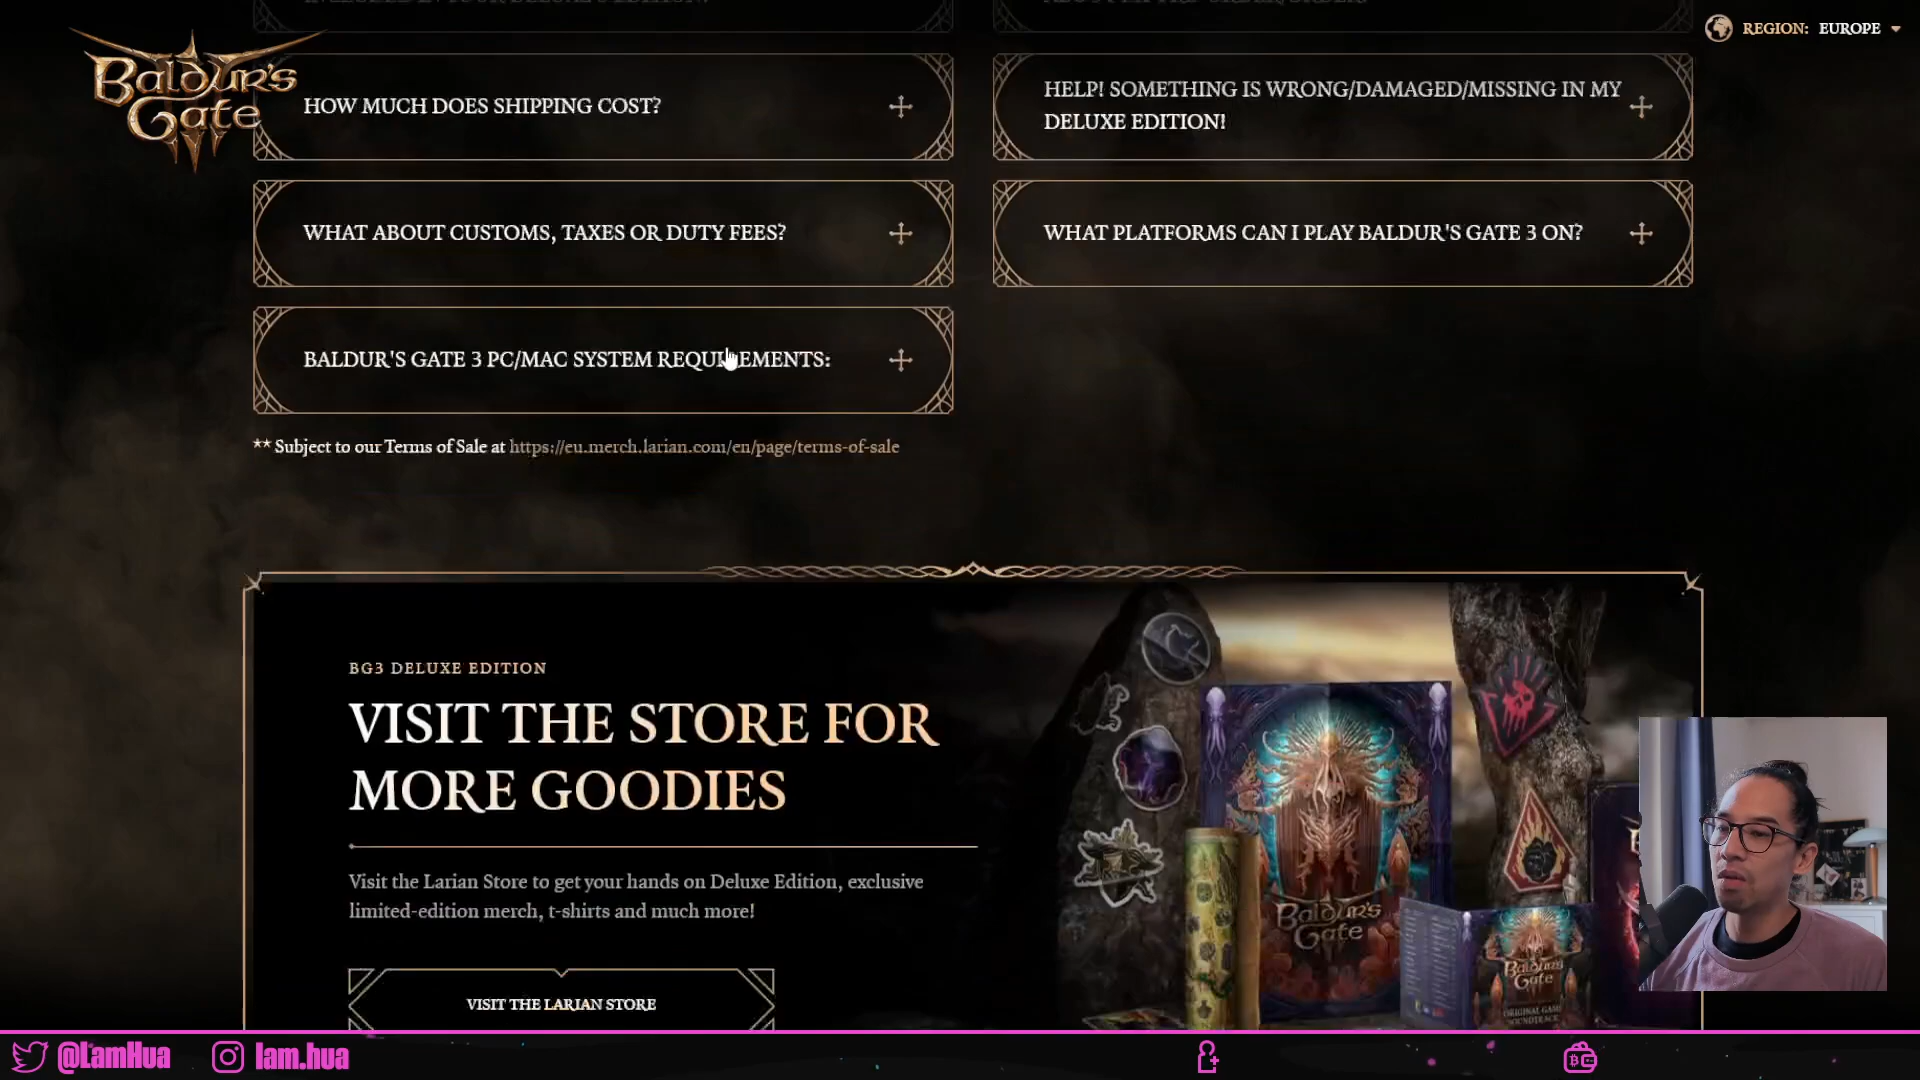 REGION: EUROPE
Baldur's
Gate
HOW MUCH DOES SHIPPING COST?
HELP! SOMETHING IS WRONG/DAMAGED/MISSING IN MY
DELUXE EDITION!
WHAT ABOUT CUSTOMS, TAXES OR DUTY FEES?
WHAT PLATFORMS CAN I PLAY BALDUR'S GATE 3 ON?
BALDUR'S GATE 3 PC/MAC SYSTEM REQUIREMENTS:
** Subject to our Terms of Sale at https://eu.merch.larian.com/en/page/terms-of-sale
BG3 DELUXE EDITION
VISIT THE STORE FOR
MORE GOODIES
Visit the Larian Store to get your hands on Deluxe Edition, exclusive
limited-edition merch, t-shirts and much more!
VISIT THE LARIAN STORE
Baldur's
Gate
Baldur's
Gate
ORIGINAL GAME
SOUNDTRACK
@LamHua
lam.hua